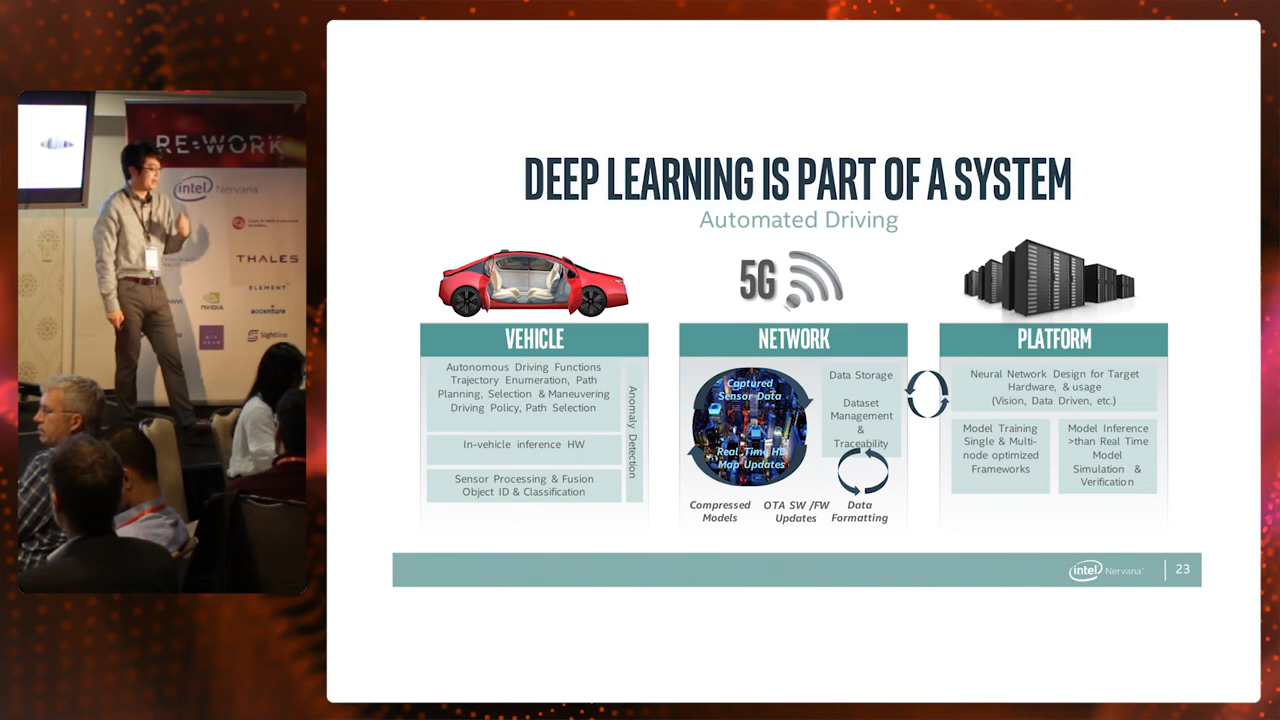 RE•WORK
intel Nervana
THALES
ELEMENT
NVIDIA
accenture
Sightline
DEEP LEARNING IS PART OF A SYSTEM
Automated Driving
5G
VEHICLE
Autonomous Driving Functions
Trajectory Enumeration, Path
Planning, Selection & Maneuvering
Driving Policy, Path Selection
In-vehicle inference HW
Sensor Processing & Fusion
Object ID & Classification
Anomaly Detection
NETWORK
Captured
Sensor Data
Real Time HD
Map Updates
Data Storage
Dataset
Management
&
Traceability
Compressed
Models
OTA SW /FW
Updates
Data
Formatting
PLATFORM
Neural Network Design for Target
Hardware, & usage
(Vision, Data Driven, etc.)
Model Training
Single & Multi-
node optimized
Frameworks
Model Inference
>than Real Time
Model
Simulation &
Verification
intel Nervana™
23